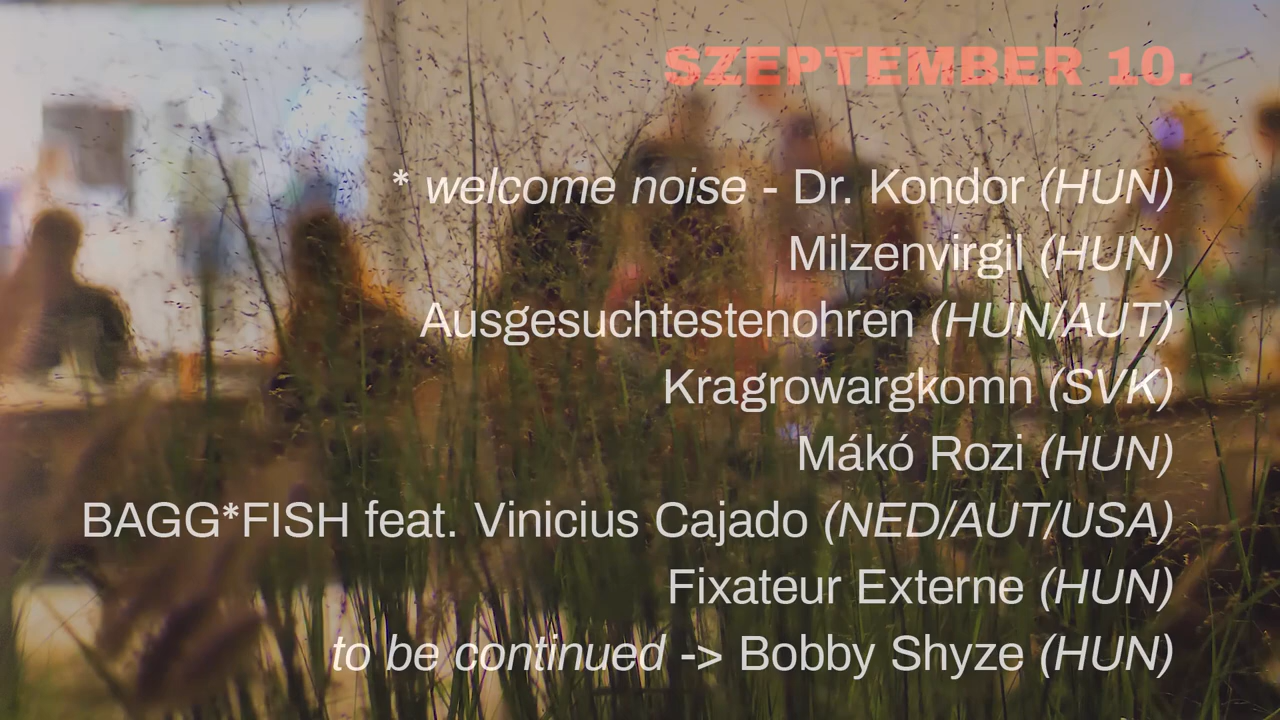 SZEPTEMBER 10.
* welcome noise - Dr. Kondor (HUN)
Milzenvirgil (HUN)
Ausgesuchtestenohren (HUN/AUT)
Kragrowargkomn (SVK)
Mákó Rozi (HUN)
BAGG*FISH feat. Vinicius Cajado (NED/AUT/USA)
Fixateur Externe (HUN)
to be continued -> Bobby Shyze (HUN)